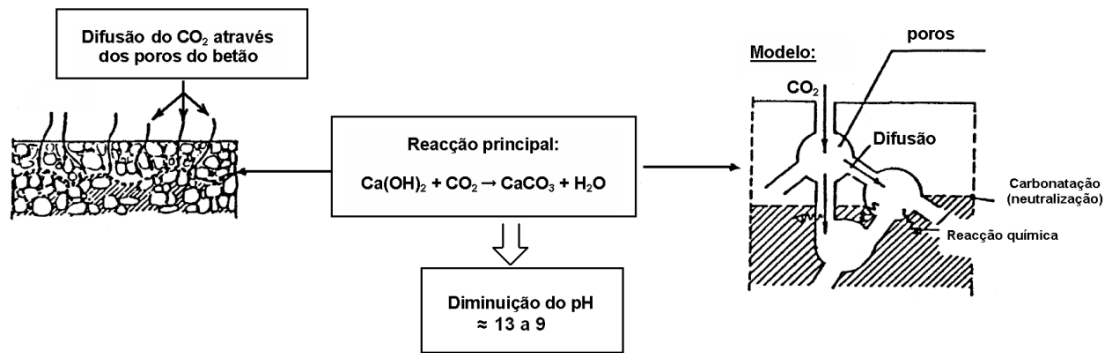 Difusão do CO₂ através
dos poros do betão
Reacção principal:
Ca(OH)₂ + CO₂ → CaCO₃ + H₂O
Diminuição do pH
≈ 13 a 9
Modelo:
poros
CO₂
Difusão
Carbonatação
(neutralização)
Reacção química